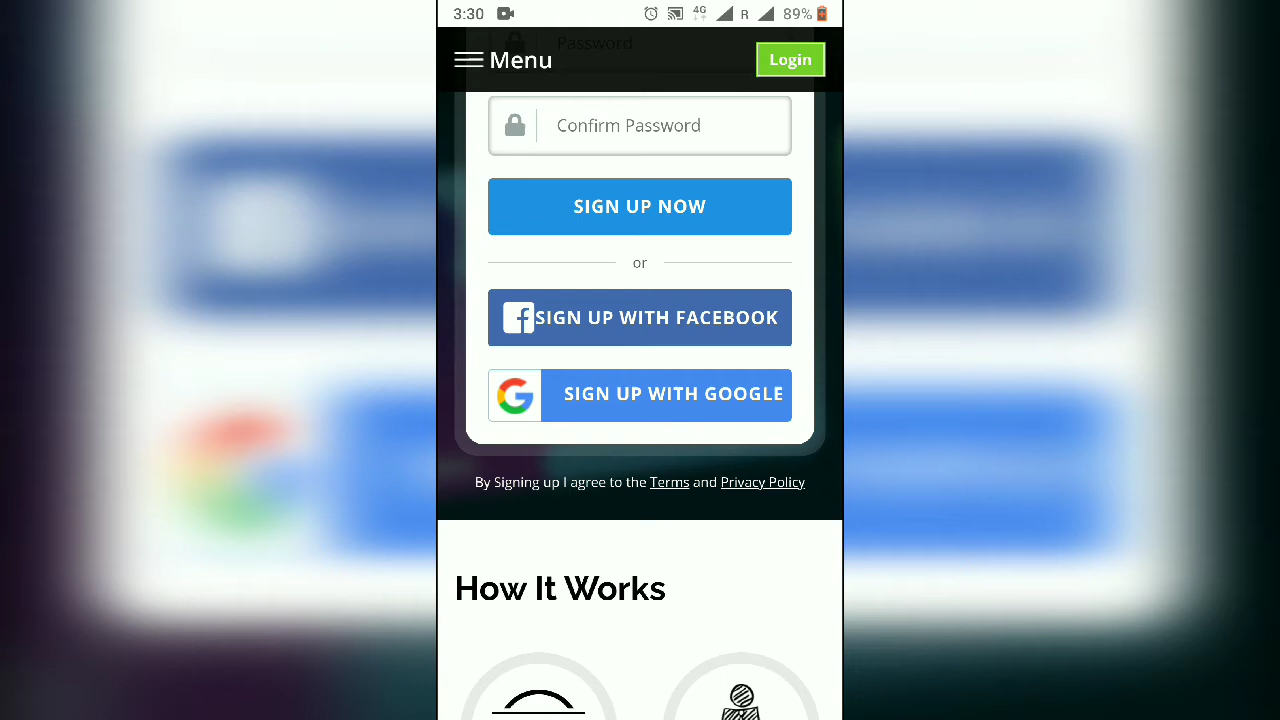 3:30 4G R 89%
Password
Menu Login
Confirm Password
SIGN UP NOW
or
SIGN UP WITH FACEBOOK
SIGN UP WITH GOOGLE
By Signing up I agree to the Terms and Privacy Policy
How It Works